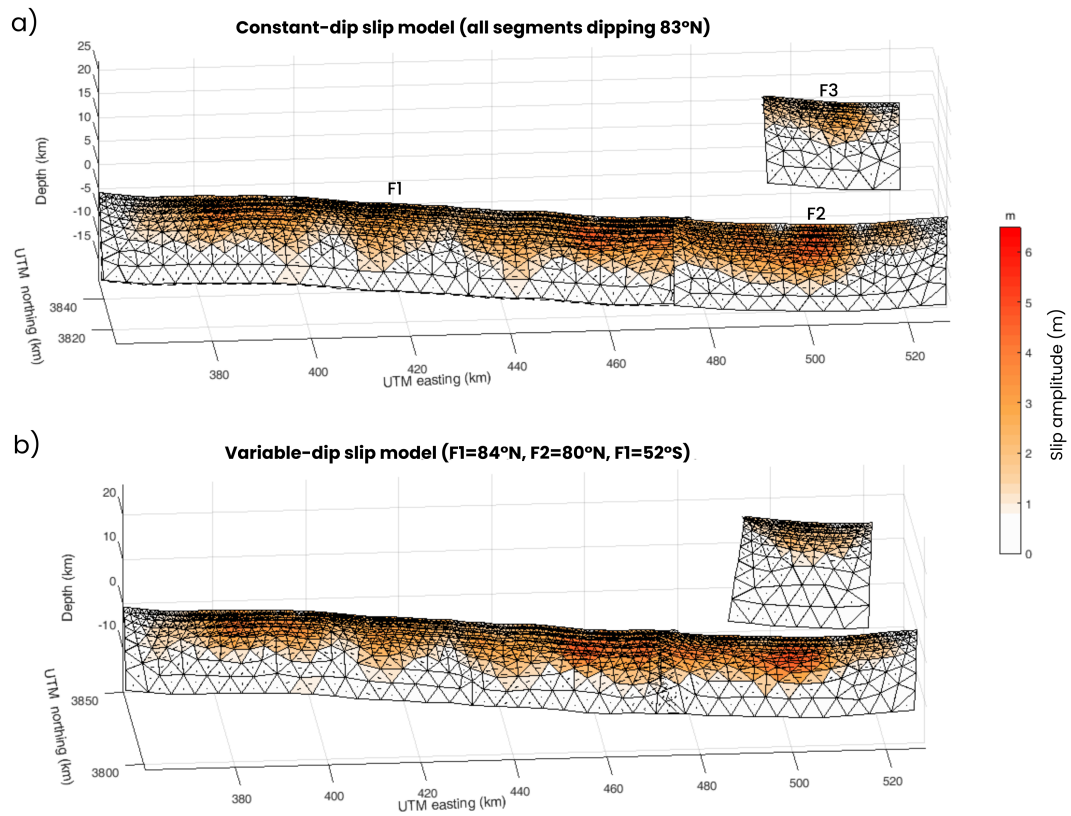 a)
Constant-dip slip model (all segments dipping 83°N)
25
20
15
10
5
0
-5
-10
-15
Depth (km)
F3
F1
F2
UTM northing (km)
3840
3820
380
400
420
440
460
480
500
520
UTM easting (km)
m
6
5
4
3
2
1
0
Slip amplitude (m)
b)
Variable-dip slip model (F1=84°N, F2=80°N, F1=52°S)
20
10
0
-10
Depth (km)
UTM northing (km)
3850
3800
380
400
420
440
460
480
500
520
UTM easting (km)